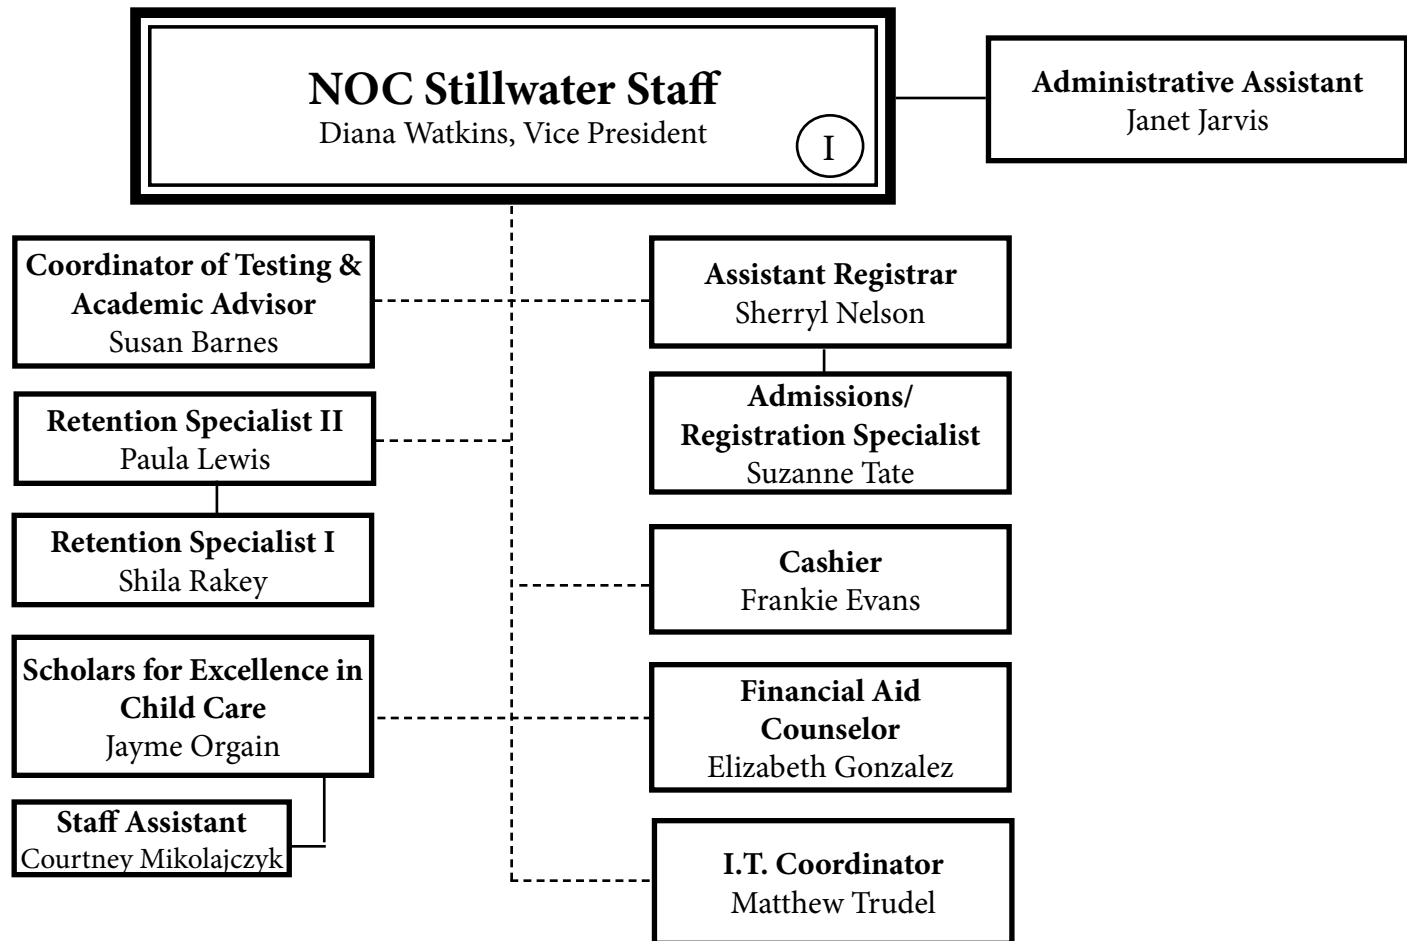 NOC Stillwater Staff
Diana Watkins, Vice President
I
Administrative Assistant
Janet Jarvis
Coordinator of Testing &
Academic Advisor
Susan Barnes
Assistant Registrar
Sherryl Nelson
Retention Specialist II
Paula Lewis
Admissions/
Registration Specialist
Suzanne Tate
Retention Specialist I
Shila Rakey
Cashier
Frankie Evans
Scholars for Excellence in
Child Care
Jayme Orgain
Financial Aid
Counselor
Elizabeth Gonzalez
Staff Assistant
Courtney Mikolajczyk
I.T. Coordinator
Matthew Trudel